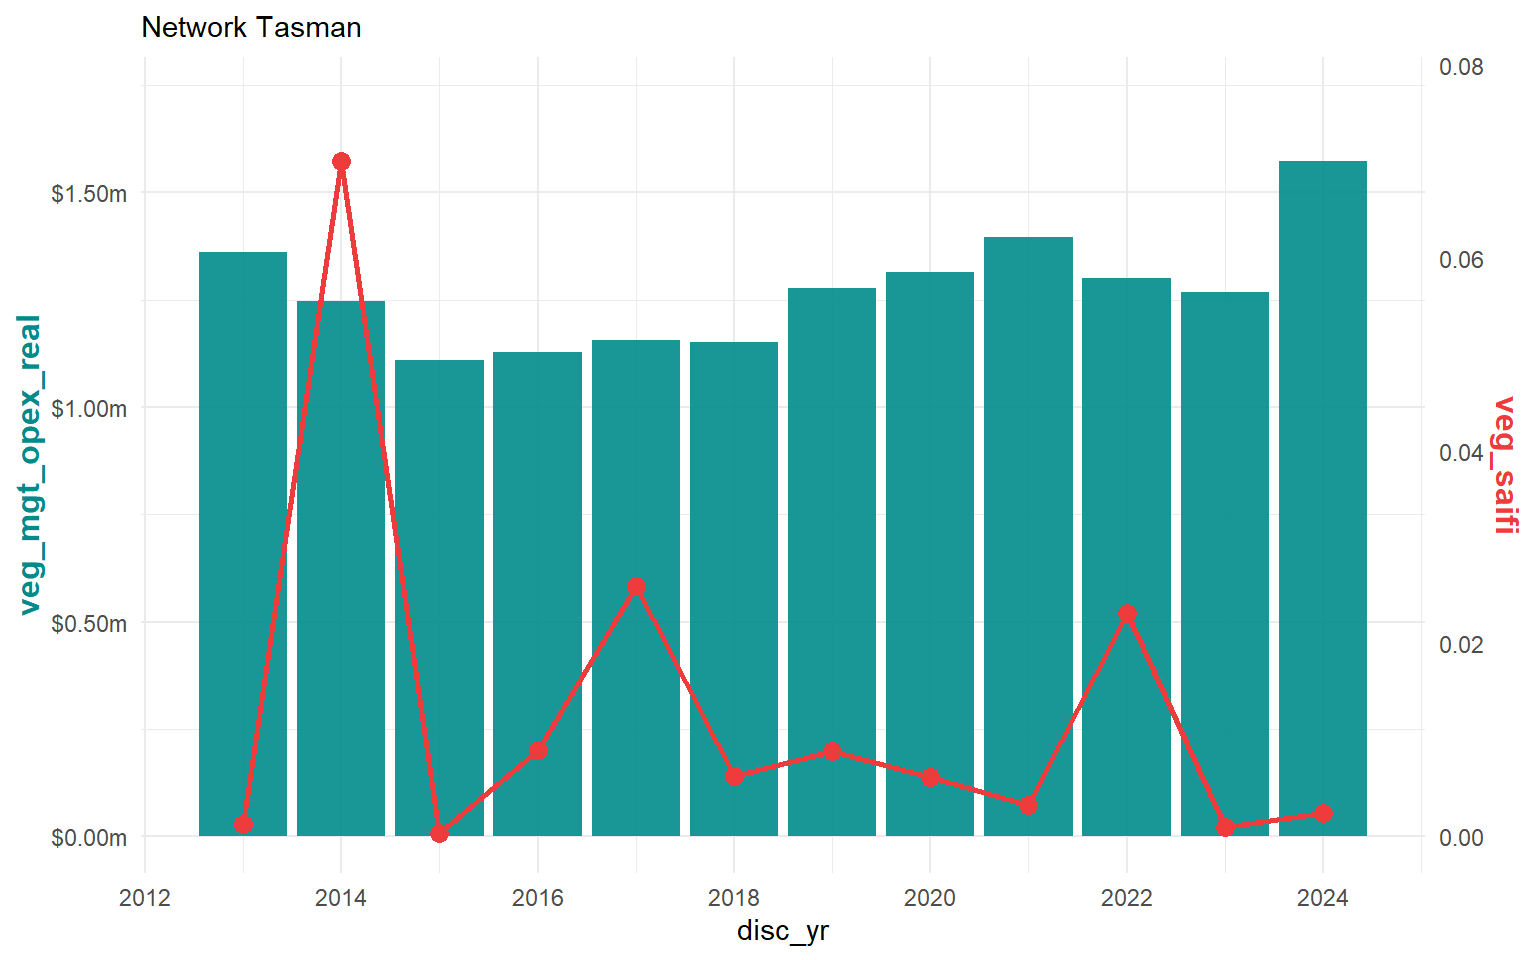 Network Tasman
veg_mgt_opex_real
$1.50m
$1.00m
$0.50m
$0.00m
0.08
0.06
0.04
0.02
0.00
veg_saifi
2012 2014 2016 2018 2020 2022 2024
disc_yr